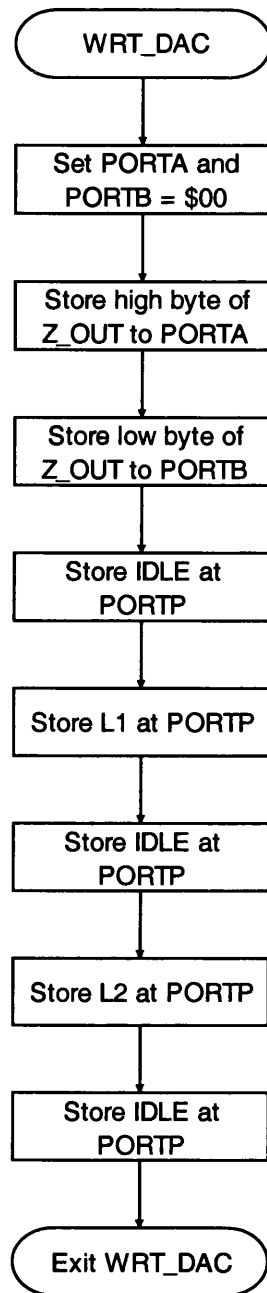 WRT_DAC
Set PORTA and
PORTB = $00
Store high byte of
Z_OUT to PORTA
Store low byte of
Z_OUT to PORTB
Store IDLE at
PORTP
Store L1 at PORTP
Store IDLE at
PORTP
Store L2 at PORTP
Store IDLE at
PORTP
Exit WRT_DAC